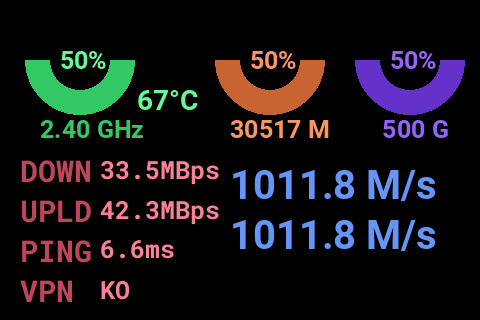 50% 50% 50%
67°C
2.40 GHz 30517 M 500 G
DOWN 33.5MBps
1011.8 M/s
UPLD 42.3MBps
1011.8 M/s
PING 6.6ms
VPN KO